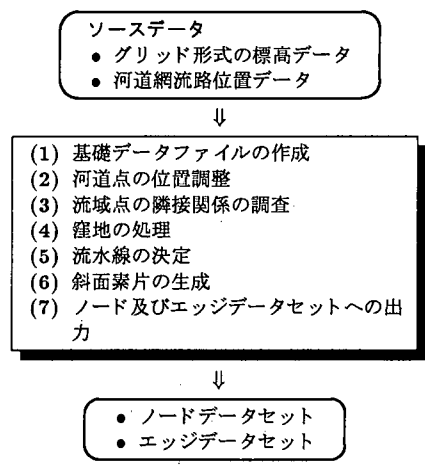 ソースデータ
● グリッド形式の標高データ
● 河道網流路位置データ
⇓
(1) 基礎データファイルの作成
(2) 河道点の位置調整
(3) 流域点の隣接関係の調査
(4) 窪地の処理
(5) 流水線の決定
(6) 斜面素片の生成
(7) ノード及びエッジデータセットへの出
力
⇓
● ノードデータセット
● エッジデータセット